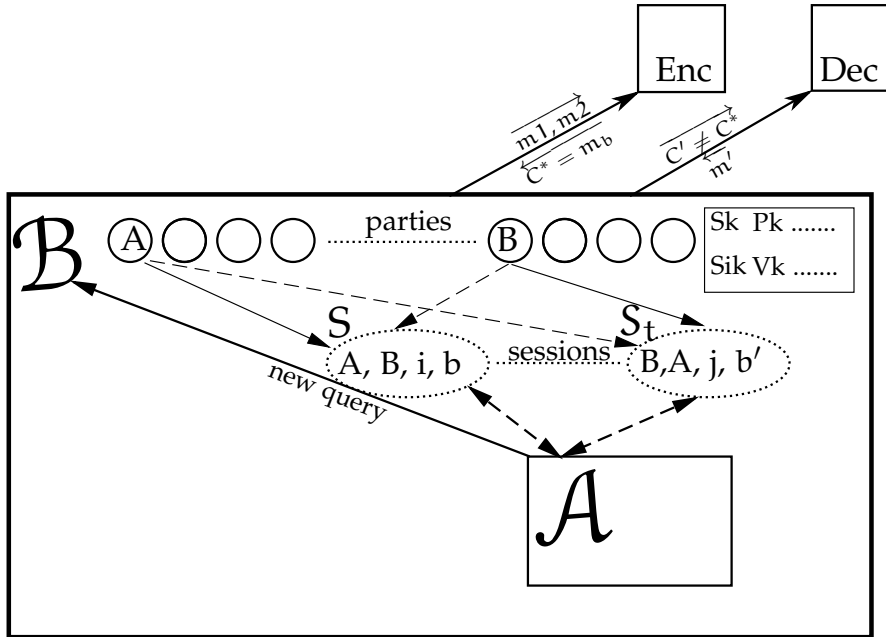 Enc
Dec
m1, m2
C* = m_b
C' ≠ C*
m'
B
A
parties
B
Sk Pk .......
Sik Vk .......
S
S_t
A, B, i, b
sessions
B,A, j, b'
new query
A